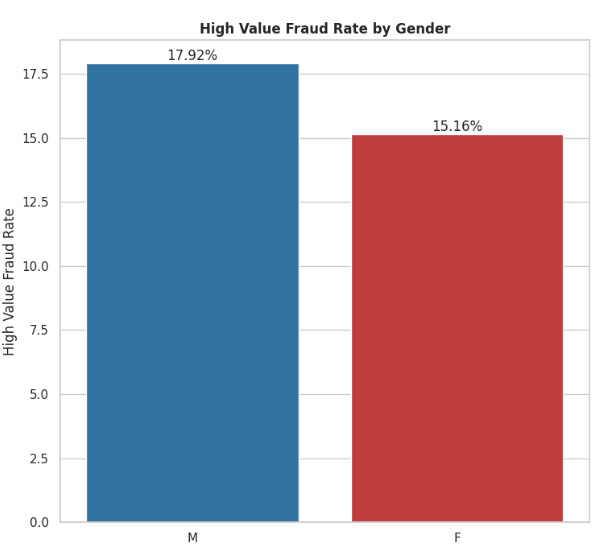 High Value Fraud Rate by Gender
17.92%
15.16%
17.5
15.0
12.5
10.0
7.5
5.0
2.5
0.0
High Value Fraud Rate
M
F